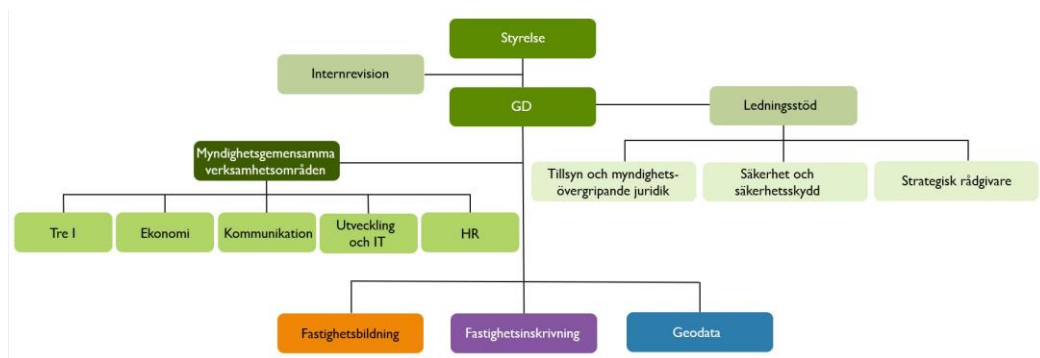 Styrelse
Internrevision
GD
Ledningsstöd
Myndighetsgemensamma
verksamhetsområden
Tillsyn och myndighets-
övergripande juridik
Säkerhet och
säkerhetsskydd
Strategisk rådgivare
Tre I
Ekonomi
Kommunikation
Utveckling
och IT
HR
Fastighetsbildning
Fastighetsinskrivning
Geodata